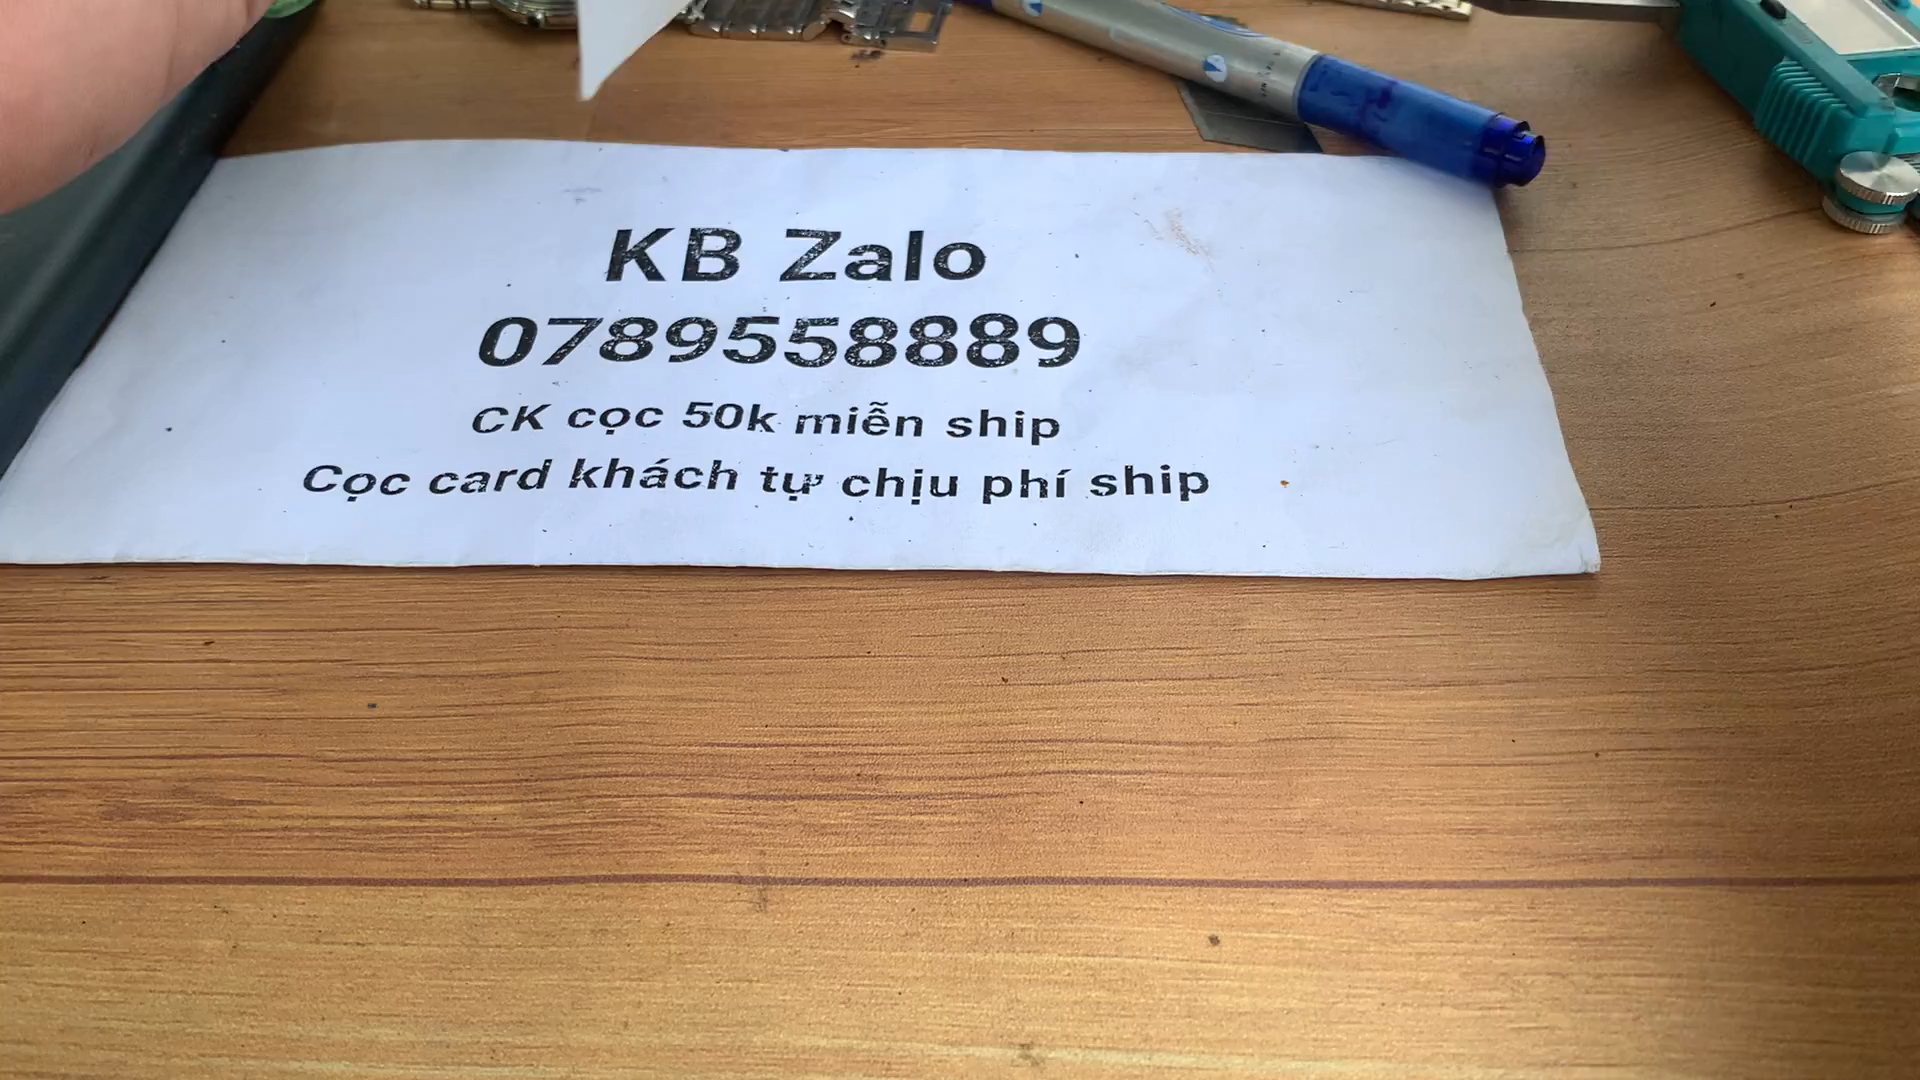 KB Zalo
0789558889
CK cọc 50k miễn ship
Cọc card khách tự chịu phí ship